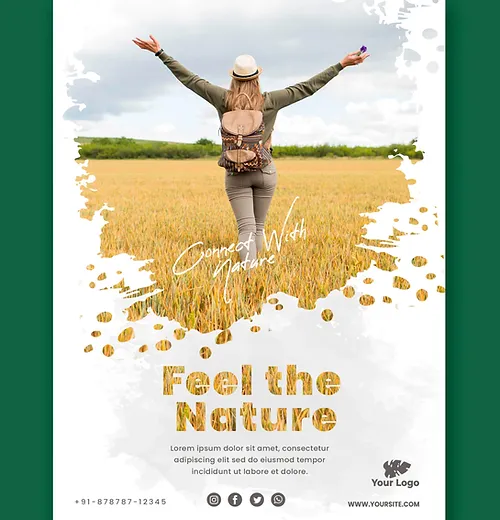 Connect With
Nature
Feel the
Nature
Lorem ipsum dolor sit amet, consectetur
adipiscing elit do eiusmod tempor
incididunt ut labore et dolore.
Your Logo
+91-878787-12345
WWW.YOURSITE.COM